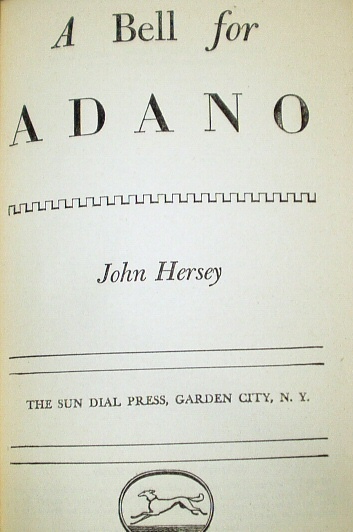 A Bell for
ADANO
John Hersey
THE SUN DIAL PRESS, GARDEN CITY, N. Y.